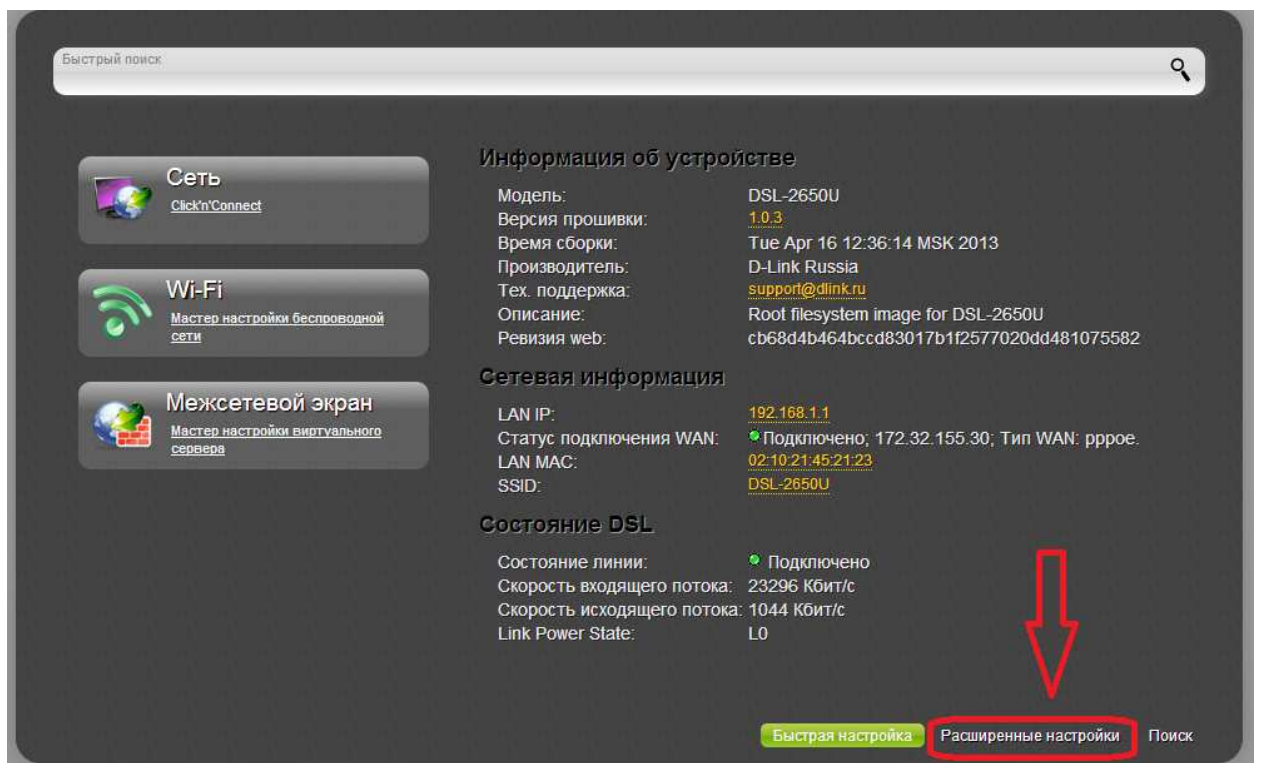 Быстрый поиск
Сеть
Click'n'Connect
Wi-Fi
Мастер настройки беспроводной
сети
Межсетевой экран
Мастер настройки виртуального
сервера
Информация об устройстве
Модель: DSL-2650U
Версия прошивки: 1.0.3
Время сборки: Tue Apr 16 12:36:14 MSK 2013
Производитель: D-Link Russia
Тех. поддержка: support@dlink.ru
Описание: Root filesystem image for DSL-2650U
Ревизия web: cb68d4b464bccd83017b1f2577020dd481075582
Сетевая информация
LAN IP: 192.168.1.1
Статус подключения WAN: Подключено; 172.32.155.30; Тип WAN: pppoe.
LAN MAC: 02:10:21:45:21:23
SSID: DSL-2650U
Состояние DSL
Состояние линии: Подключено
Скорость входящего потока: 23296 Кбит/с
Скорость исходящего потока: 1044 Кбит/с
Link Power State: L0
Быстрая настройка Расширенные настройки Поиск